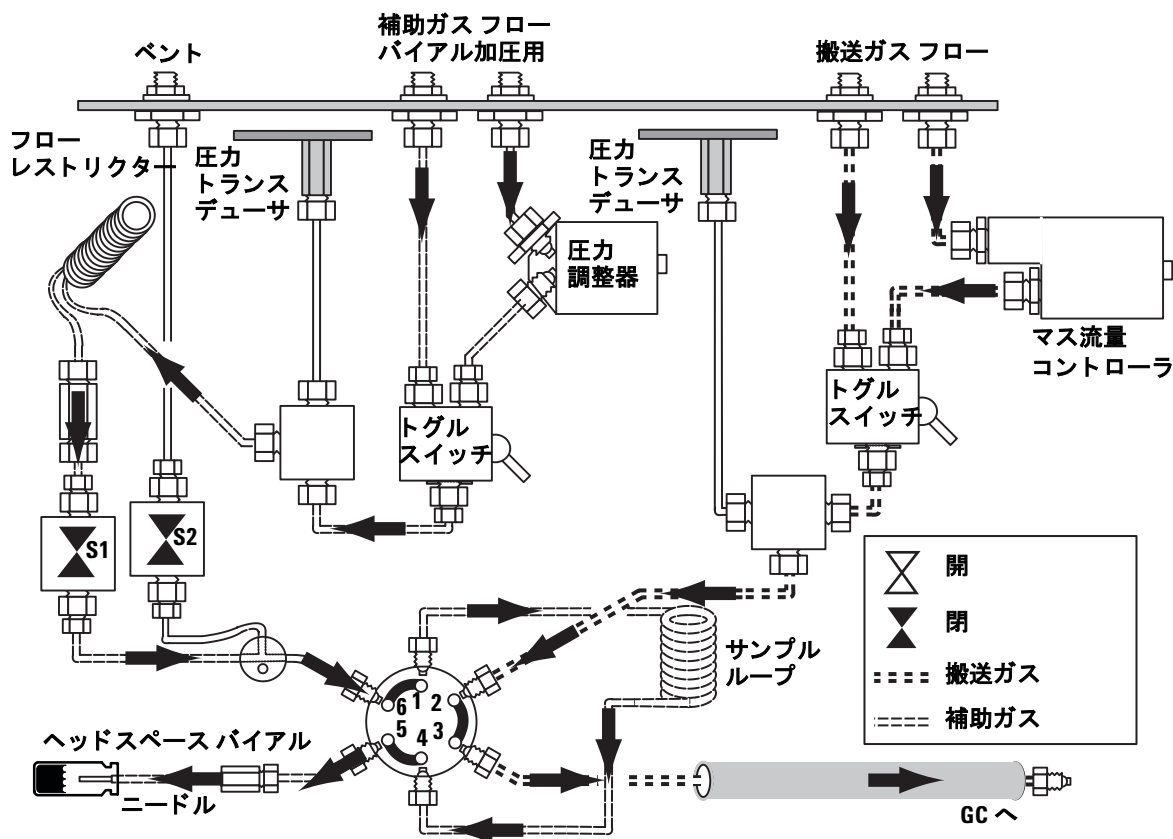 ベント
補助ガス フロー
バイアル加圧用
搬送ガス フロー
フロー
レストリクター
圧力
トランス
デューサ
圧力
調整器
圧力
トランス
デューサ
マス流量
コントローラ
トグル
スイッチ
トグル
スイッチ
S1
S2
開
閉
搬送ガス
補助ガス
サンプル
ループ
1
2
3
4
5
6
ヘッドスペース バイアル
ニードル
GC へ